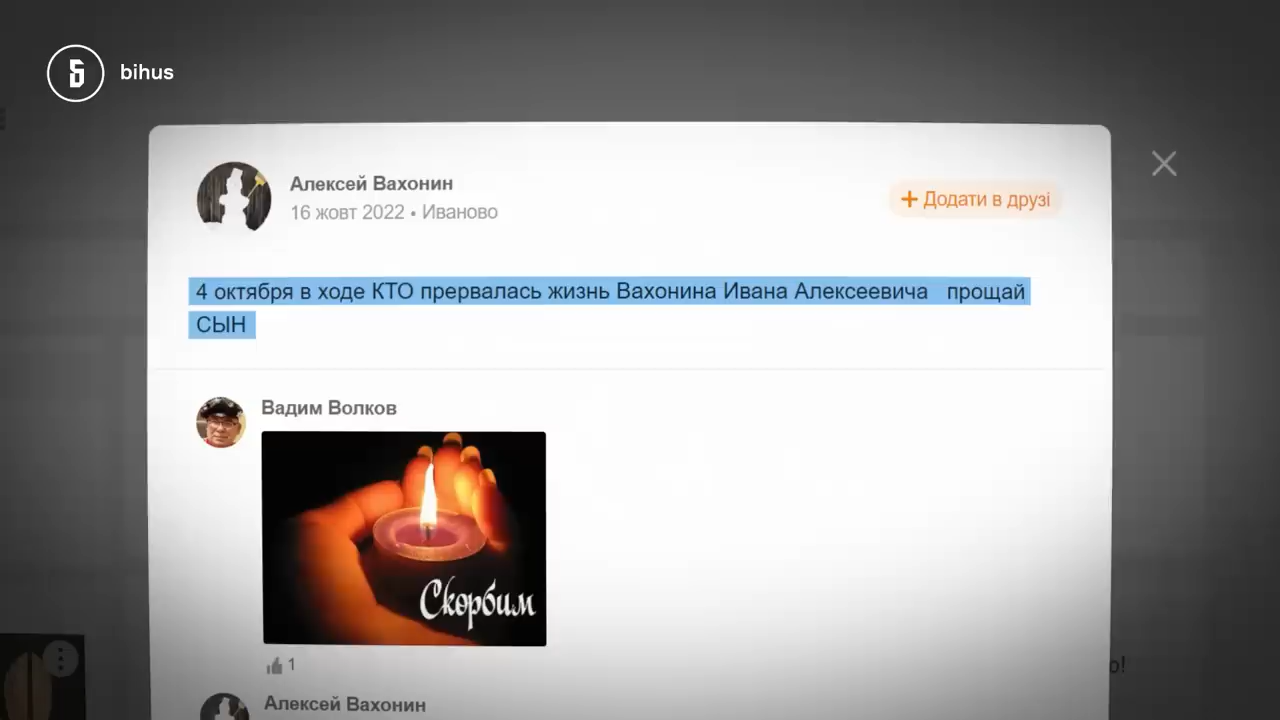 bihus
Алексей Вахонин
16 жовт 2022 • Иваново
+ Додати в друзі
4 октября в ходе КТО прервалась жизнь Вахонина Ивана Алексеевича прощай
СЫН
Вадим Волков
Скорбим
1
Алексей Вахонин
о!